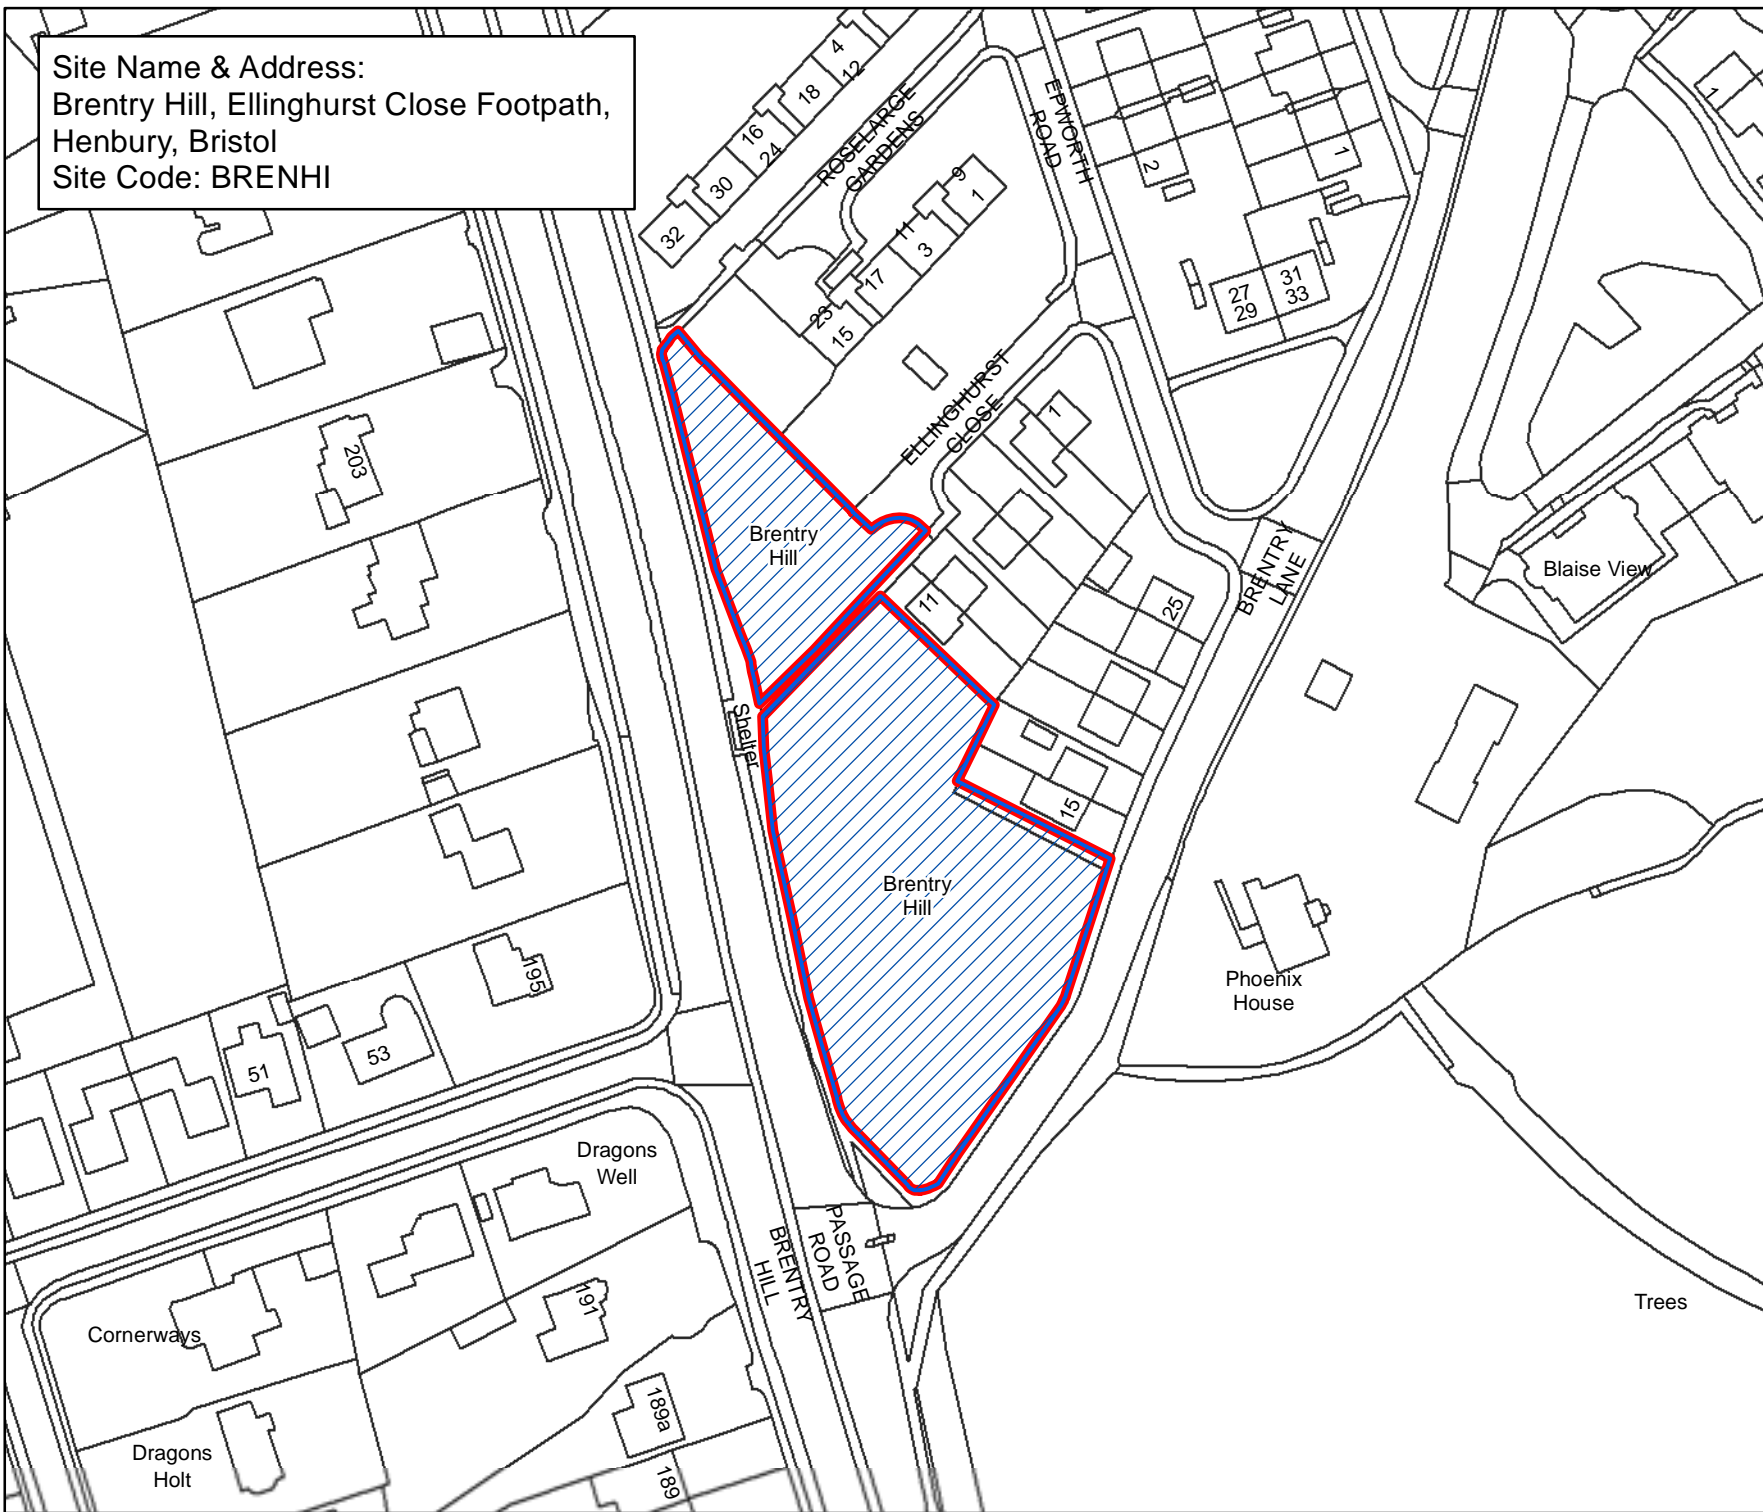 Site Name & Address:
Brentry Hill, Ellinghurst Close Footpath,
Henbury, Bristol
Site Code: BRENHI
4
12
18
16
24
30
32
ROSELARGE
GARDENS
EPWORTH
ROAD
2
1
1
9
1
11
3
17
23
15
27
29
31
33
203
ELLINGHURST
CLOSE
1
Brentry
Hill
11
25
BRENTRY
LANE
Blaise View
Shelter
15
Brentry
Hill
Phoenix
House
195
53
51
Dragons
Well
PASSAGE
ROAD
BRENTRY
HILL
191
Cornerways
Trees
189a
Dragons
Holt
189